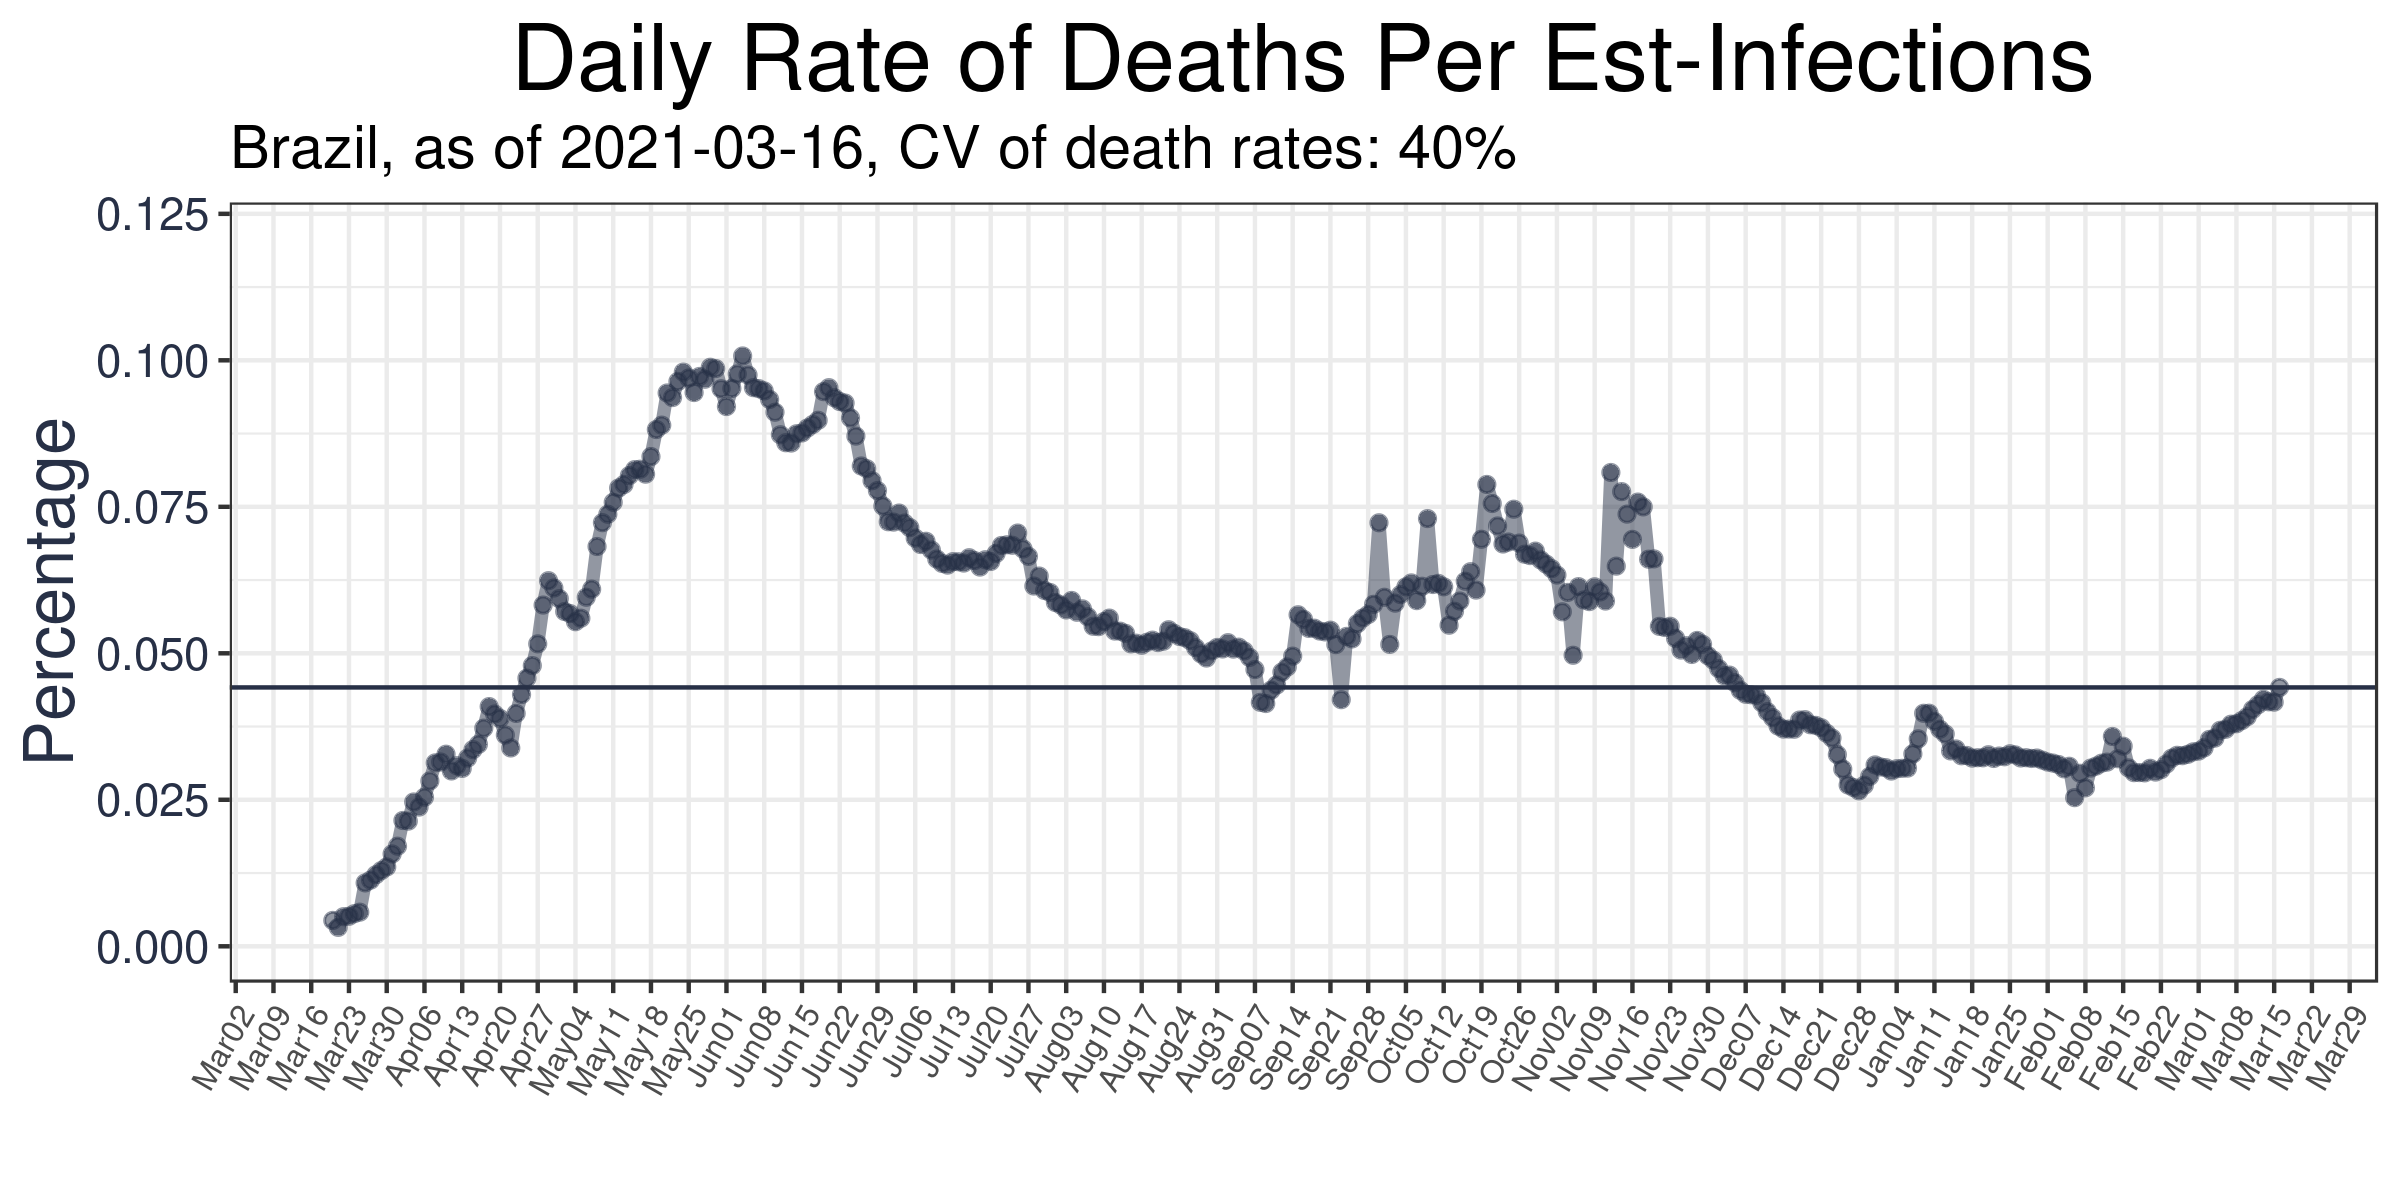 Daily Rate of Deaths Per Est-Infections
Brazil, as of 2021-03-16, CV of death rates: 40%
Percentage
0.125
0.100
0.075
0.050
0.025
0.000
Mar02
Mar09
Mar16
Mar23
Mar30
Apr06
Apr13
Apr20
Apr27
May04
May11
May18
May25
Jun01
Jun08
Jun15
Jun22
Jun29
Jul06
Jul13
Jul20
Jul27
Aug03
Aug10
Aug17
Aug24
Aug31
Sep07
Sep14
Sep21
Sep28
Oct05
Oct12
Oct19
Oct26
Nov02
Nov09
Nov16
Nov23
Nov30
Dec07
Dec14
Dec21
Dec28
Jan04
Jan11
Jan18
Jan25
Feb01
Feb08
Feb15
Feb22
Mar01
Mar08
Mar15
Mar22
Mar29